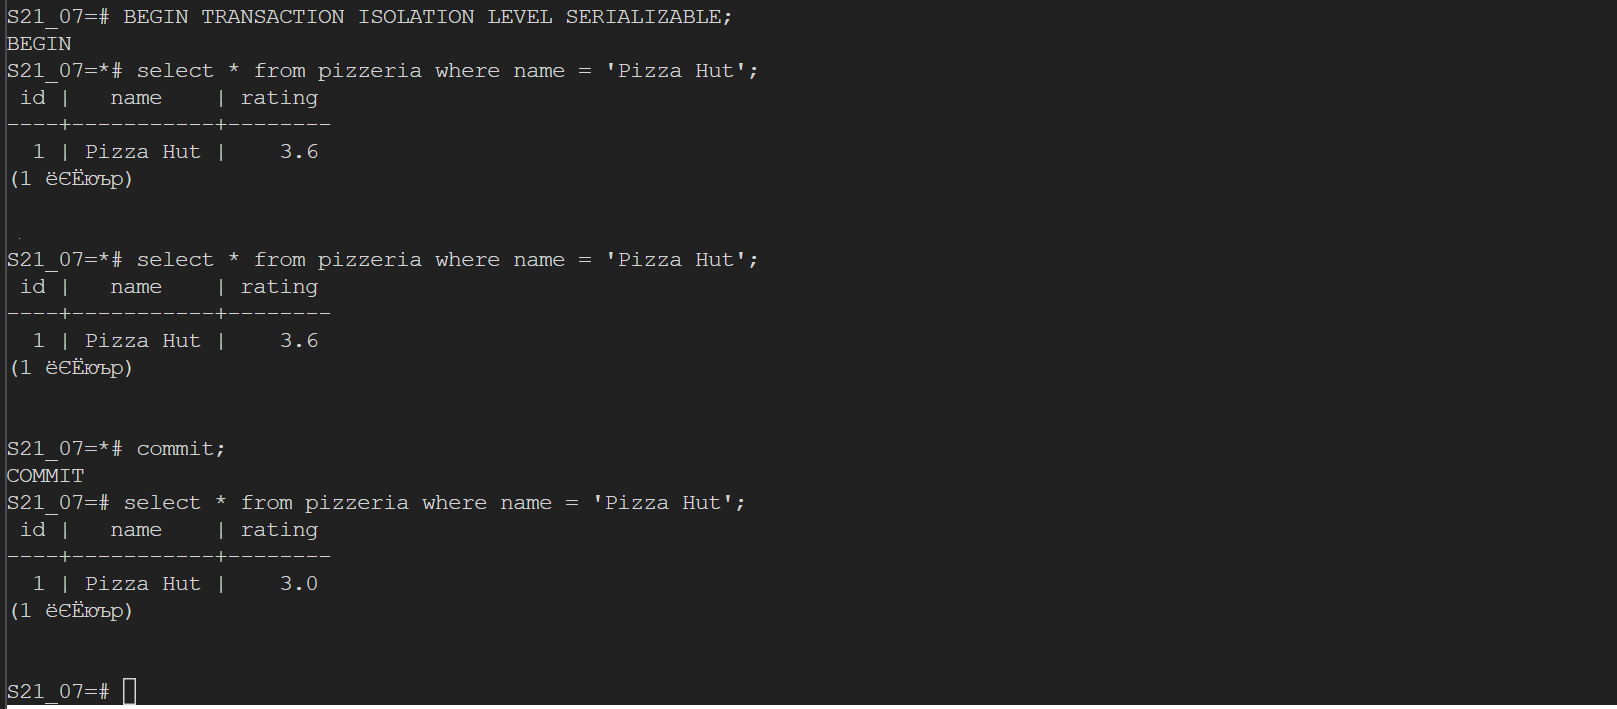 S21_07=# BEGIN TRANSACTION ISOLATION LEVEL SERIALIZABLE;
BEGIN
S21_07=*# select * from pizzeria where name = 'Pizza Hut';
 id |   name    | rating
----+-----------+--------
  1 | Pizza Hut |    3.6
(1 ёЄЁюър)
S21_07=*# select * from pizzeria where name = 'Pizza Hut';
 id |   name    | rating
----+-----------+--------
  1 | Pizza Hut |    3.6
(1 ёЄЁюър)
S21_07=*# commit;
COMMIT
S21_07=# select * from pizzeria where name = 'Pizza Hut';
 id |   name    | rating
----+-----------+--------
  1 | Pizza Hut |    3.0
(1 ёЄЁюър)
S21_07=#